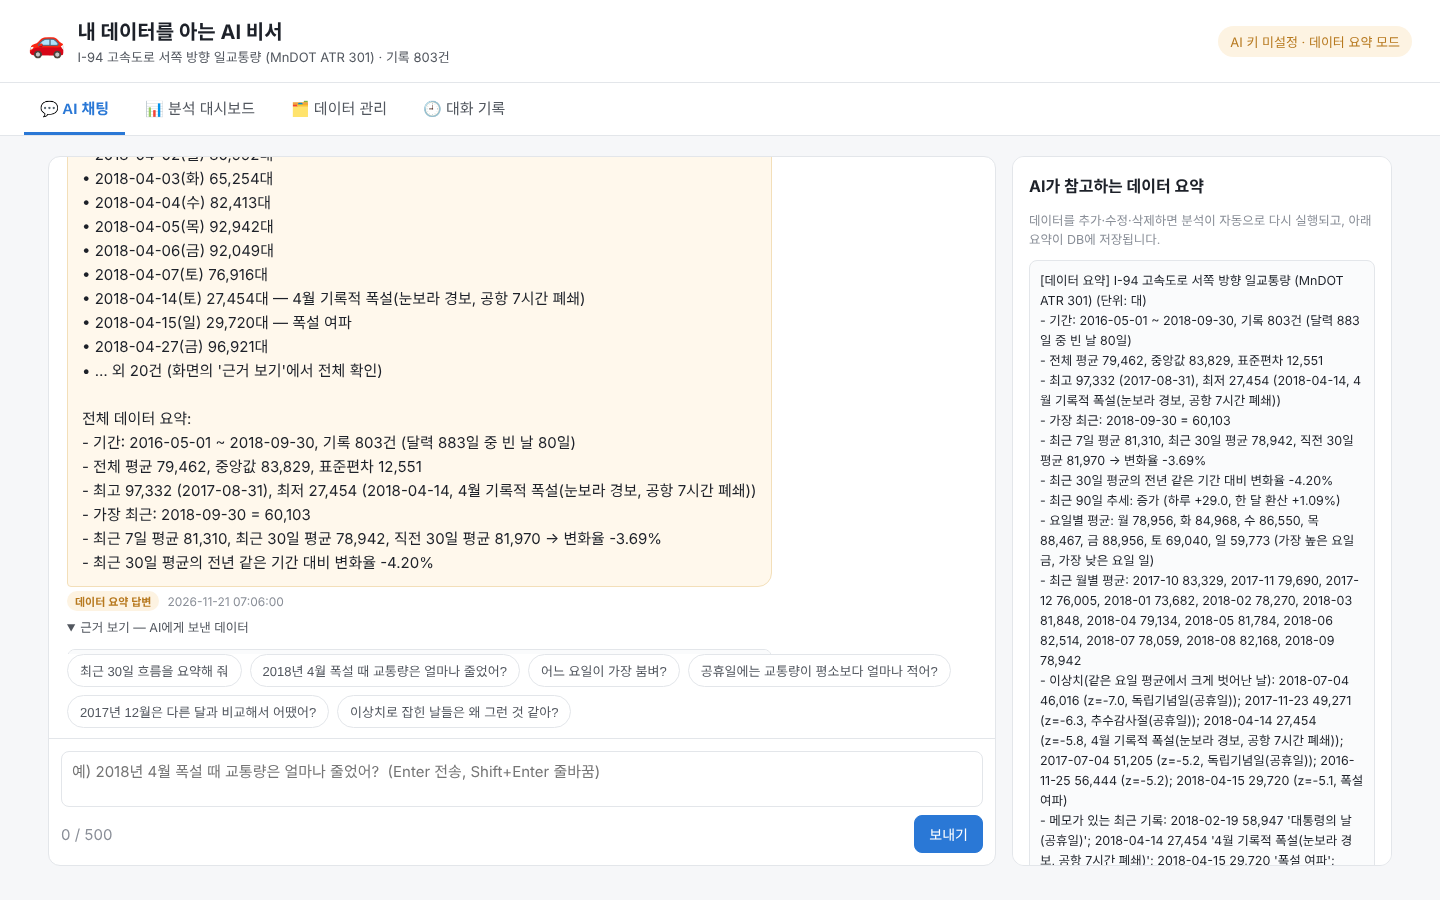 내 데이터를 아는 AI 비서
I-94 고속도로 서쪽 방향 일교통량 (MnDOT ATR 301) · 기록 803건
AI 키 미설정 · 데이터 요약 모드
💬 AI 채팅
📊 분석 대시보드
🗂️ 데이터 관리
🕘 대화 기록
• 2018-04-03(화) 65,254대
• 2018-04-04(수) 82,413대
• 2018-04-05(목) 92,942대
• 2018-04-06(금) 92,049대
• 2018-04-07(토) 76,916대
• 2018-04-14(토) 27,454대 — 4월 기록적 폭설(눈보라 경보, 공항 7시간 폐쇄)
• 2018-04-15(일) 29,720대 — 폭설 여파
• 2018-04-27(금) 96,921대
• ... 외 20건 (화면의 '근거 보기'에서 전체 확인)
전체 데이터 요약:
- 기간: 2016-05-01 ~ 2018-09-30, 기록 803건 (달력 883일 중 빈 날 80일)
- 전체 평균 79,462, 중앙값 83,829, 표준편차 12,551
- 최고 97,332 (2017-08-31), 최저 27,454 (2018-04-14, 4월 기록적 폭설(눈보라 경보, 공항 7시간 폐쇄))
- 가장 최근: 2018-09-30 = 60,103
- 최근 7일 평균 81,310, 최근 30일 평균 78,942, 직전 30일 평균 81,970 → 변화율 -3.69%
- 최근 30일 평균의 전년 같은 기간 대비 변화율 -4.20%
데이터 요약 답변 2026-11-21 07:06:00
▼ 근거 보기 — AI에게 보낸 데이터
최근 30일 흐름을 요약해 줘
2018년 4월 폭설 때 교통량은 얼마나 줄었어?
어느 요일이 가장 붐벼?
공휴일에는 교통량이 평소보다 얼마나 적어?
2017년 12월은 다른 달과 비교해서 어땠어?
이상치로 잡힌 날들은 왜 그런 것 같아?
예) 2018년 4월 폭설 때 교통량은 얼마나 줄었어? (Enter 전송, Shift+Enter 줄바꿈)
0 / 500
보내기
AI가 참고하는 데이터 요약
데이터를 추가·수정·삭제하면 분석이 자동으로 다시 실행되고, 아래
요약이 DB에 저장됩니다.
[데이터 요약] I-94 고속도로 서쪽 방향 일교통량 (MnDOT
ATR 301) (단위: 대)
- 기간: 2016-05-01 ~ 2018-09-30, 기록 803건 (달력 883
일 중 빈 날 80일)
- 전체 평균 79,462, 중앙값 83,829, 표준편차 12,551
- 최고 97,332 (2017-08-31), 최저 27,454 (2018-04-14, 4
월 기록적 폭설(눈보라 경보, 공항 7시간 폐쇄))
- 가장 최근: 2018-09-30 = 60,103
- 최근 7일 평균 81,310, 최근 30일 평균 78,942, 직전 30일
평균 81,970 → 변화율 -3.69%
- 최근 30일 평균의 전년 같은 기간 대비 변화율 -4.20%
- 최근 90일 추세: 증가 (하루 +29.0, 한 달 환산 +1.09%)
- 요일별 평균: 월 78,956, 화 84,968, 수 86,550, 목
88,467, 금 88,956, 토 69,040, 일 59,773 (가장 높은 요일
금, 가장 낮은 요일 일)
- 최근 월별 평균: 2017-10 83,329, 2017-11 79,690, 2017-
12 76,005, 2018-01 73,682, 2018-02 78,270, 2018-03
81,848, 2018-04 79,134, 2018-05 81,784, 2018-06
82,514, 2018-07 78,059, 2018-08 82,168, 2018-09
78,942
- 이상치(같은 요일 평균에서 크게 벗어난 날): 2018-07-04
46,016 (z=-7.0, 독립기념일(공휴일)); 2017-11-23 49,271
(z=-6.3, 추수감사절(공휴일)); 2018-04-14 27,454
(z=-5.8, 4월 기록적 폭설(눈보라 경보, 공항 7시간 폐쇄));
2017-07-04 51,205 (z=-5.2, 독립기념일(공휴일)); 2016-
11-25 56,444 (z=-5.2); 2018-04-15 29,720 (z=-5.1, 폭설
여파)
- 메모가 있는 최근 기록: 2018-02-19 58,947 '대통령의 날
(공휴일)'; 2018-04-14 27,454 '4월 기록적 폭설(눈보라 경
보, 공항 7시간 폐쇄)'; 2018-04-15 29,720 '폭설 여파';